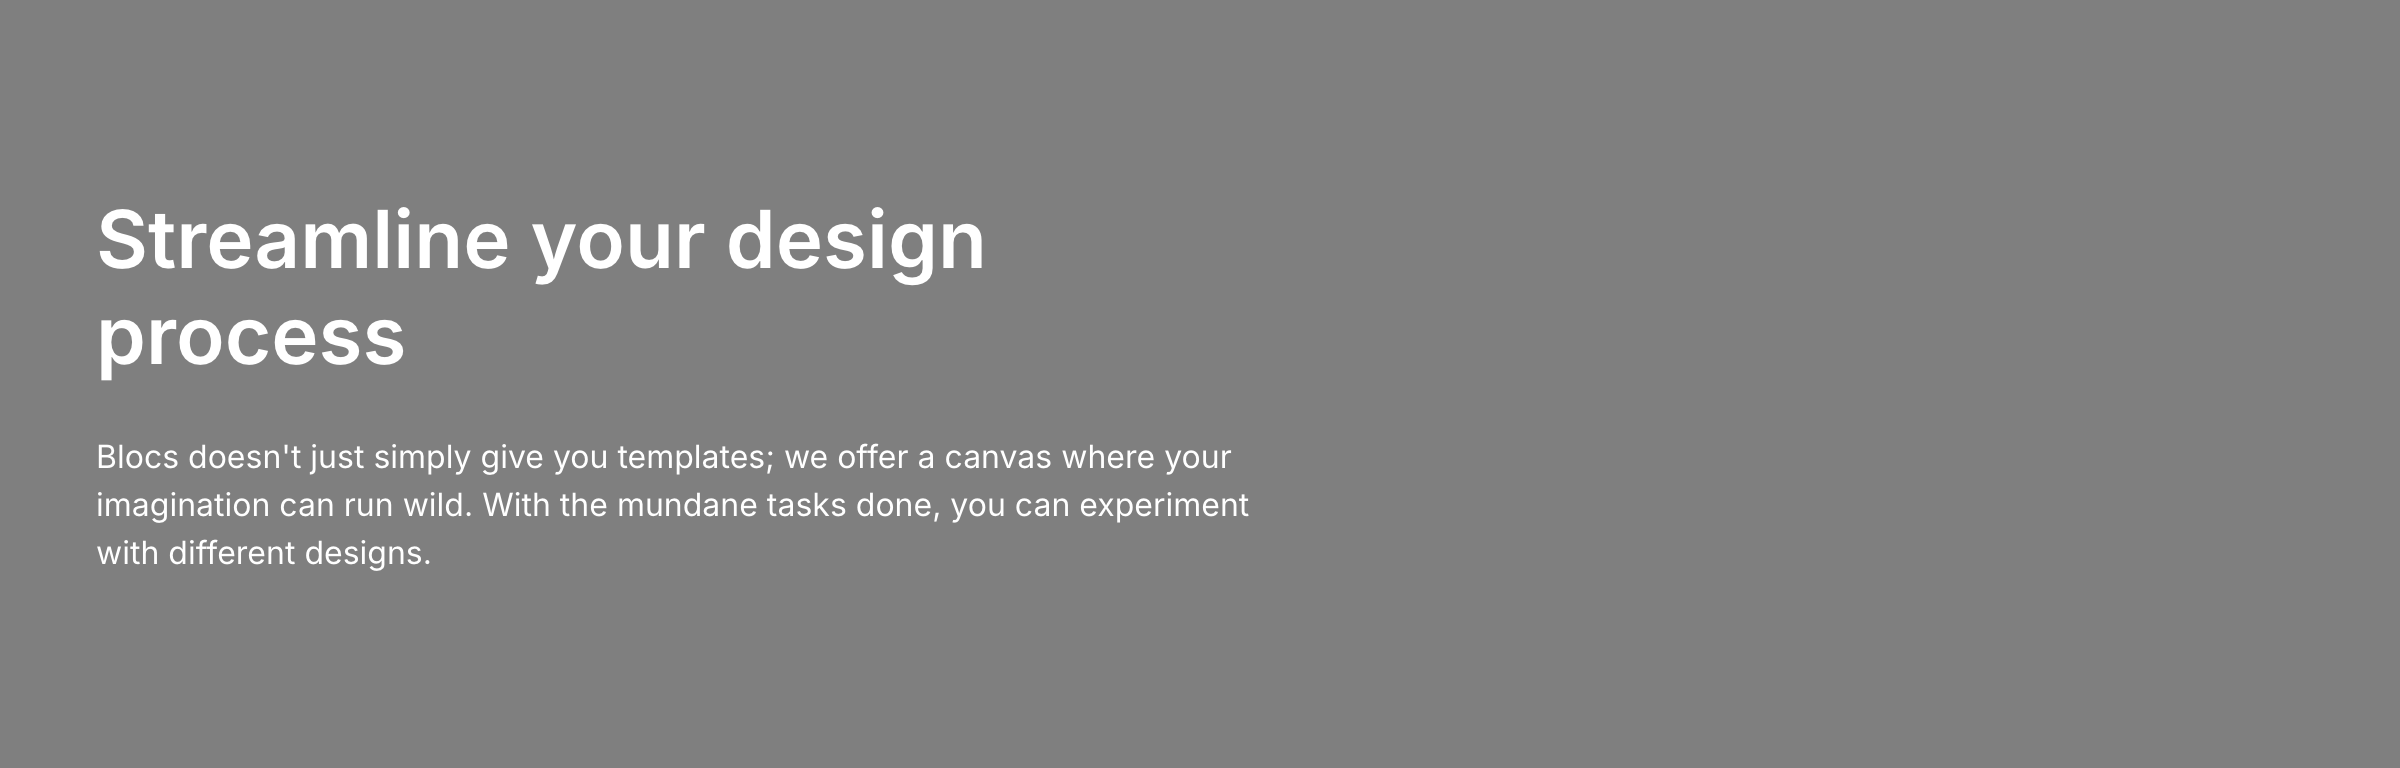 Streamline your design
process
Blocs doesn't just simply give you templates; we offer a canvas where your
imagination can run wild. With the mundane tasks done, you can experiment
with different designs.